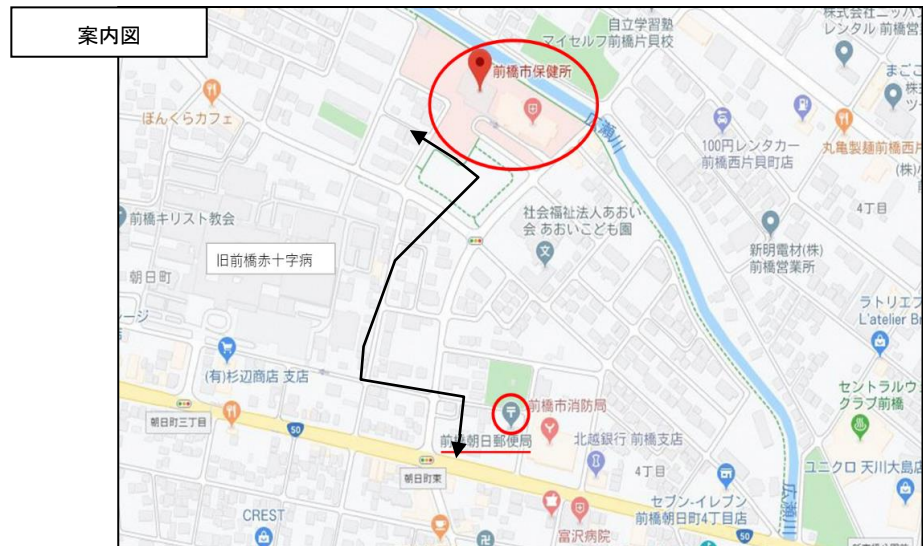 案内図
自立学習塾
マイセルフ前橋片貝校
株式会社ニッパ
レンタル 前橋営
前橋市保健所
ぽんくらカフェ
広瀬川
100円レンタカー
前橋西片貝町店
まごこ
丸亀製麺前橋西片
(株)
4丁目
前橋キリスト教会
社会福祉法人あおい
会 あおいこども園
旧前橋赤十字病
朝日町
新明電材(株)
前橋営業所
ラトリエブ
L'atelier Br
(有)杉辺商店 支店
前橋市消防局
セントラルウ
クラブ前橋
朝日町三丁目
50
〒
前橋朝日郵便局
北越銀行 前橋支店
4丁目
朝日町東
ユニクロ 天川大島店
セブン-イレブン
前橋朝日町4丁目店
広瀬川
CREST
富沢病院
50